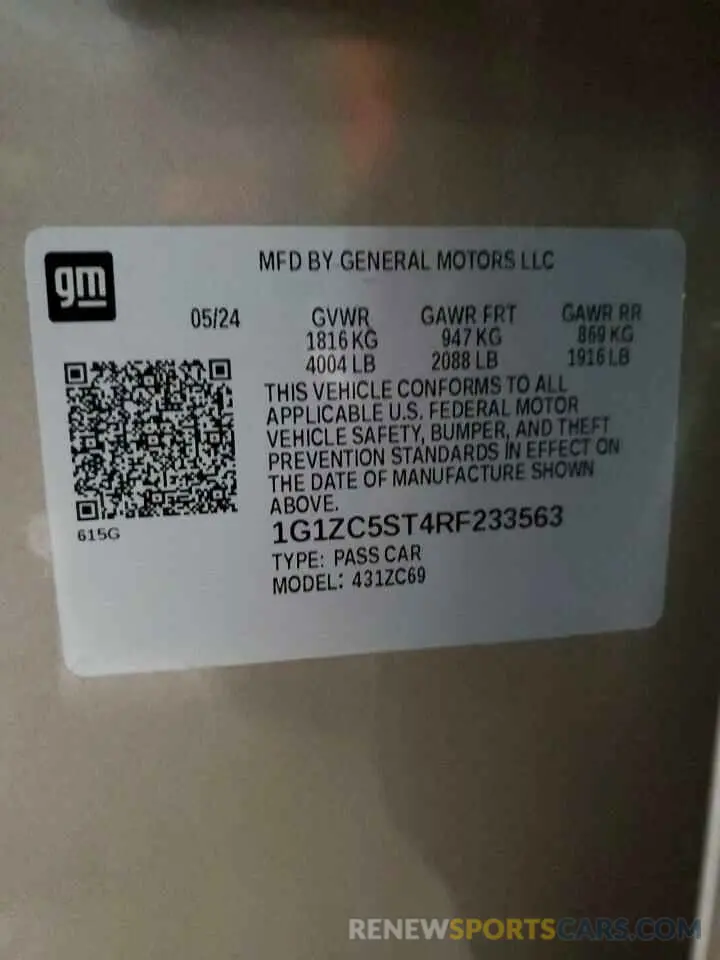 gm
MFD BY GENERAL MOTORS LLC
05/24 GVWR GAWR FRT GAWR RR
1816 KG 947 KG 869 KG
4004 LB 2088 LB 1916 LB
THIS VEHICLE CONFORMS TO ALL
APPLICABLE U.S. FEDERAL MOTOR
VEHICLE SAFETY, BUMPER, AND THEFT
PREVENTION STANDARDS IN EFFECT ON
THE DATE OF MANUFACTURE SHOWN
ABOVE.
615G
1G1ZC5ST4RF233563
TYPE: PASS CAR
MODEL: 431ZC69
RENEWSPORTSCARS.COM